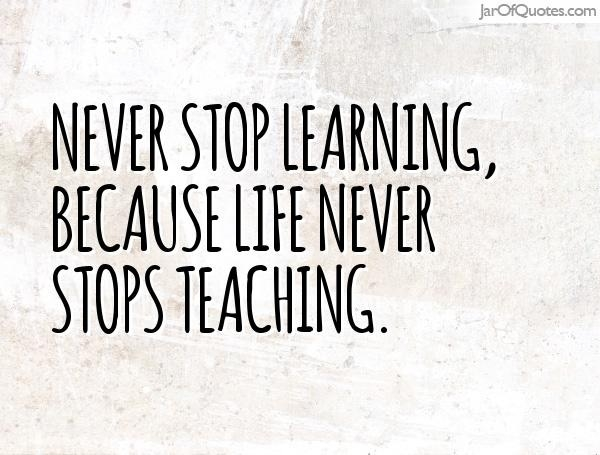 JarOfQuotes.com
NEVER STOP LEARNING,
BECAUSE LIFE NEVER
STOPS TEACHING.